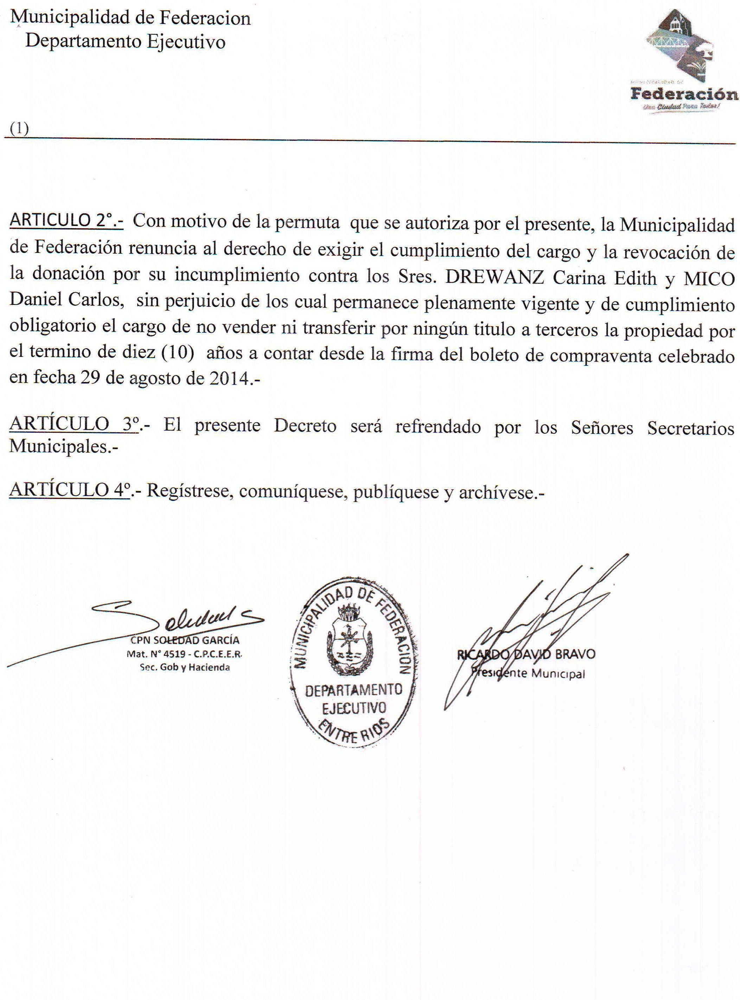 Municipalidad de Federacion
Departamento Ejecutivo
MUNICIPALIDAD DE
Federación
Una Ciudad Para Todos!
(1)
ARTICULO 2°.- Con motivo de la permuta que se autoriza por el presente, la Municipalidad
de Federación renuncia al derecho de exigir el cumplimiento del cargo y la revocación de
la donación por su incumplimiento contra los Sres. DREWANZ Carina Edith y MICO
Daniel Carlos, sin perjuicio de los cual permanece plenamente vigente y de cumplimiento
obligatorio el cargo de no vender ni transferir por ningún titulo a terceros la propiedad por
el termino de diez (10) años a contar desde la firma del boleto de compraventa celebrado
en fecha 29 de agosto de 2014.-
ARTÍCULO 3º.- El presente Decreto será refrendado por los Señores Secretarios
Municipales.-
ARTÍCULO 4º.- Regístrese, comuníquese, publíquese y archívese.-
CPN SOLEDAD GARCÍA
Mat. N° 4519 - C.P.C.E.E.R.
Sec. Gob y Hacienda
MUNICIPALIDAD DE FEDERACION
DEPARTAMENTO
EJECUTIVO
ENTRE RIOS
RICARDO DAVID BRAVO
Presidente Municipal